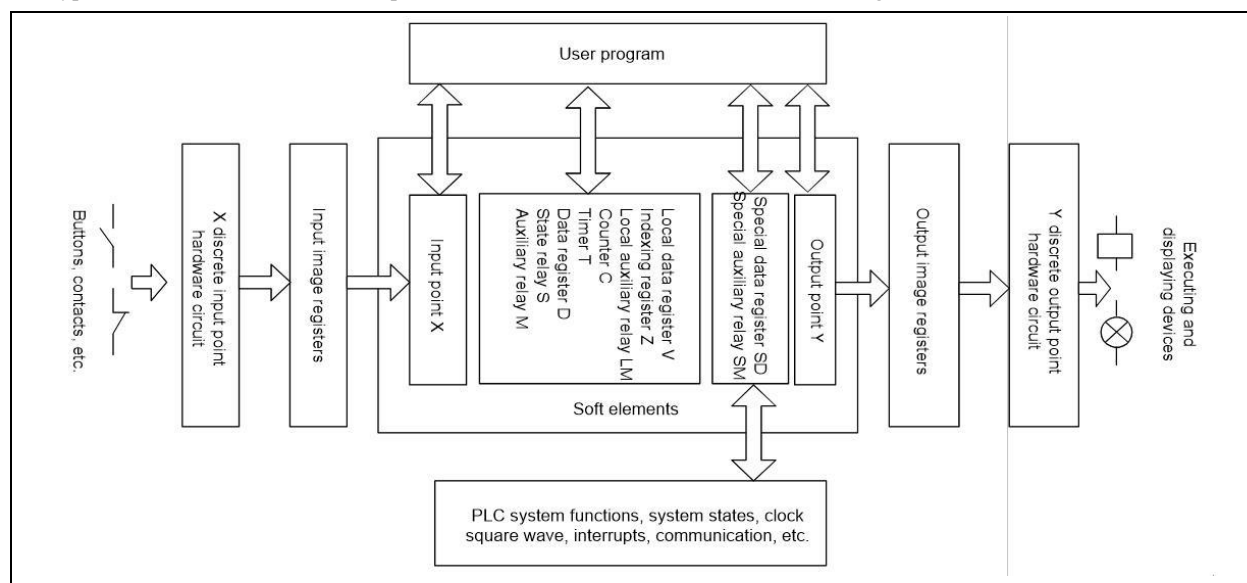 User program
Buttons, contacts, etc.
X discrete input point
hardware circuit
Input image registers
Input point X
Local data register V
Indexing register Z
Local auxiliary relay LM
Counter C
Timer T
Data register D
State relay S
Auxiliary relay M
Special data register SD
Special auxiliary relay SM
Output point Y
Soft elements
Output image registers
Y discrete output point
hardware circuit
Executing and
displaying devices
PLC system functions, system states, clock
square wave, interrupts, communication, etc.